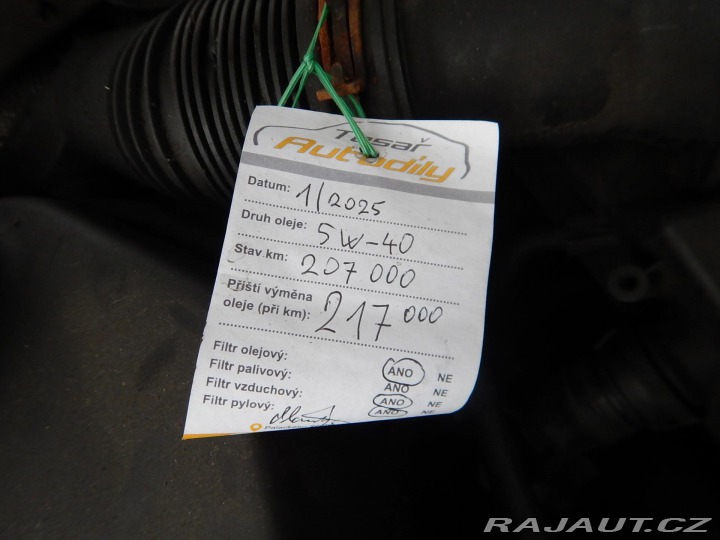 Tesař
Autodíly
Datum: 1/2025
Druh oleje: 5W-40
Stav km: 207 000
Příští výměna
oleje (při km): 217 000
Filtr olejový: ANO NE
Filtr palivový: ANO NE
Filtr vzduchový: ANO NE
Filtr pylový: ANO NE
RAJAUT.CZ